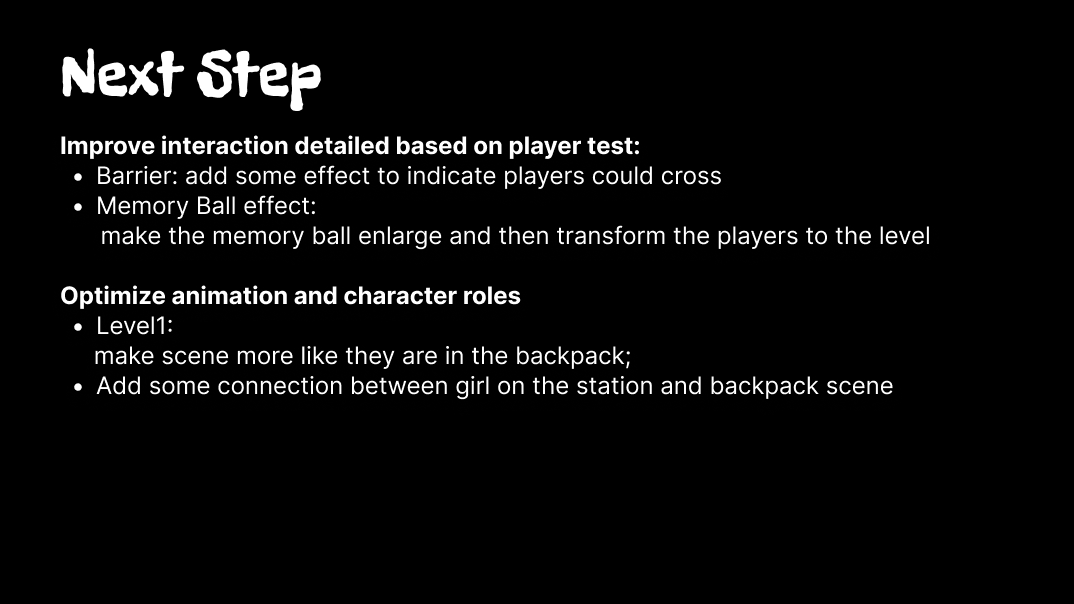 Next Step
Improve interaction detailed based on player test:
• Barrier: add some effect to indicate players could cross
• Memory Ball effect:
make the memory ball enlarge and then transform the players to the level
Optimize animation and character roles
• Level1:
make scene more like they are in the backpack;
• Add some connection between girl on the station and backpack scene